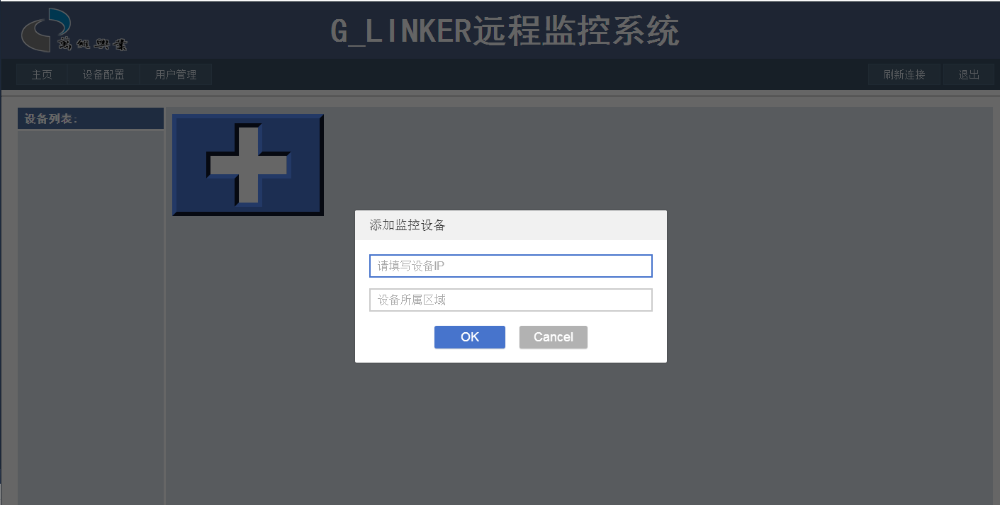 G_LINKER远程监控系统
主页 设备配置 用户管理 刷新连接 退出
设备列表:
添加监控设备
请填写设备IP
设备所属区域
OK Cancel